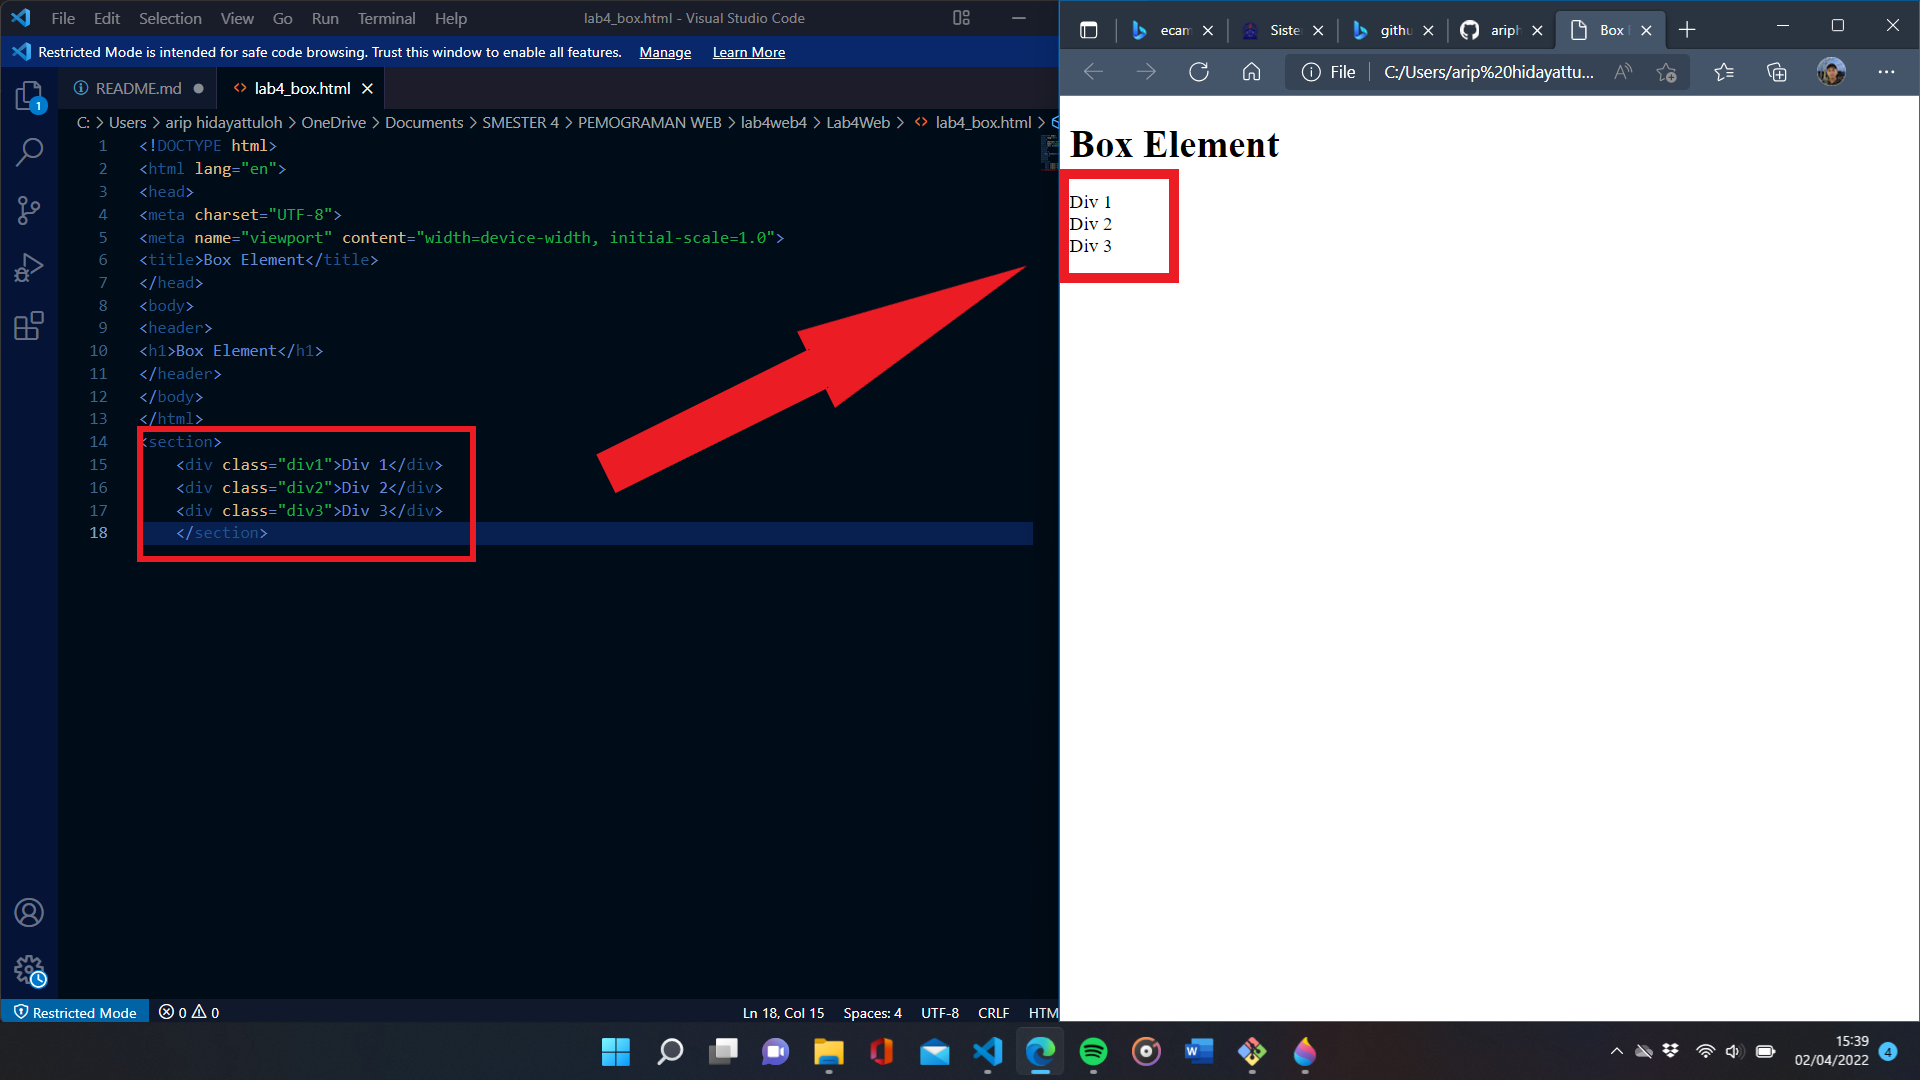 File Edit Selection View Go Run Terminal Help lab4_box.html - Visual Studio Code
Restricted Mode is intended for safe code browsing. Trust this window to enable all features. Manage Learn More
README.md lab4_box.html
C: > Users > arip hidayattuloh > OneDrive > Documents > SMESTER 4 > PEMOGRAMAN WEB > lab4web4 > Lab4Web > lab4_box.html >
1 <!DOCTYPE html>
2 <html lang="en">
3 <head>
4 <meta charset="UTF-8">
5 <meta name="viewport" content="width=device-width, initial-scale=1.0">
6 <title>Box Element</title>
7 </head>
8 <body>
9 <header>
10 <h1>Box Element</h1>
11 </header>
12 </body>
13 </html>
14 <section>
15 <div class="div1">Div 1</div>
16 <div class="div2">Div 2</div>
17 <div class="div3">Div 3</div>
18 </section>
1
Restricted Mode 0 0 Ln 18, Col 15 Spaces: 4 UTF-8 CRLF HTM
ecam Siste githu ariph Box
File C:/Users/arip%20hidayattu...
Box Element
Div 1
Div 2
Div 3
15:39
02/04/2022 4